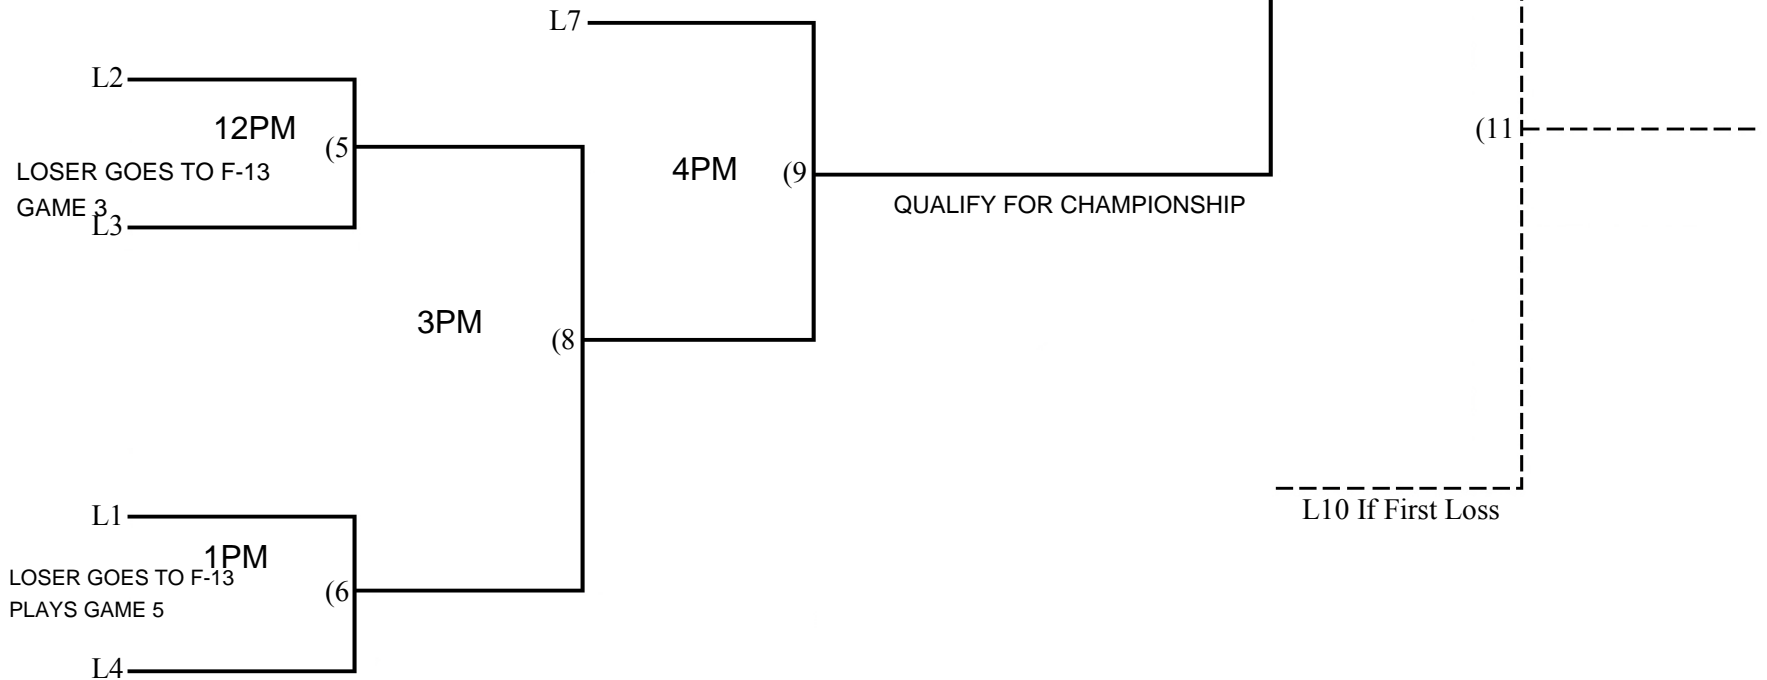 L7
L2
12PM
(5
(11
LOSER GOES TO F-13
GAME 3
L3
4PM
(9
QUALIFY FOR CHAMPIONSHIP
3PM
(8
L10 If First Loss
L1
1PM
LOSER GOES TO F-13
PLAYS GAME 5
(6
L4